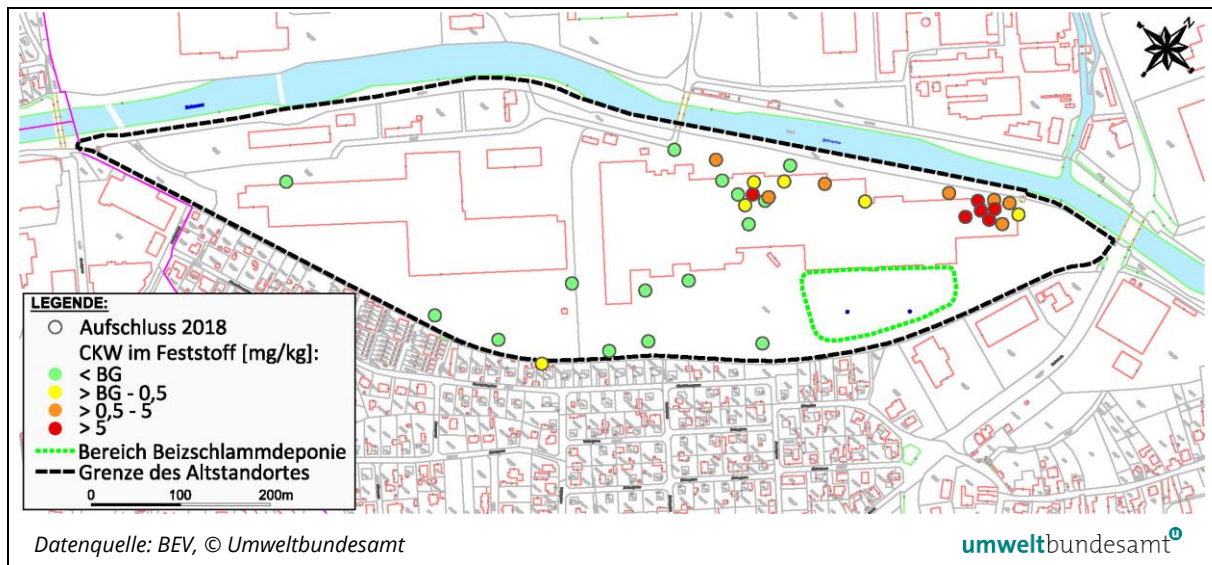 N
LEGENDE:
Aufschluss 2018
CKW im Feststoff [mg/kg]:
< BG
> BG - 0,5
> 0,5 - 5
> 5
Bereich Beizschlammdeponie
Grenze des Altstandortes
0 100 200m
Datenquelle: BEV, © Umweltbundesamt
umweltbundesamt u